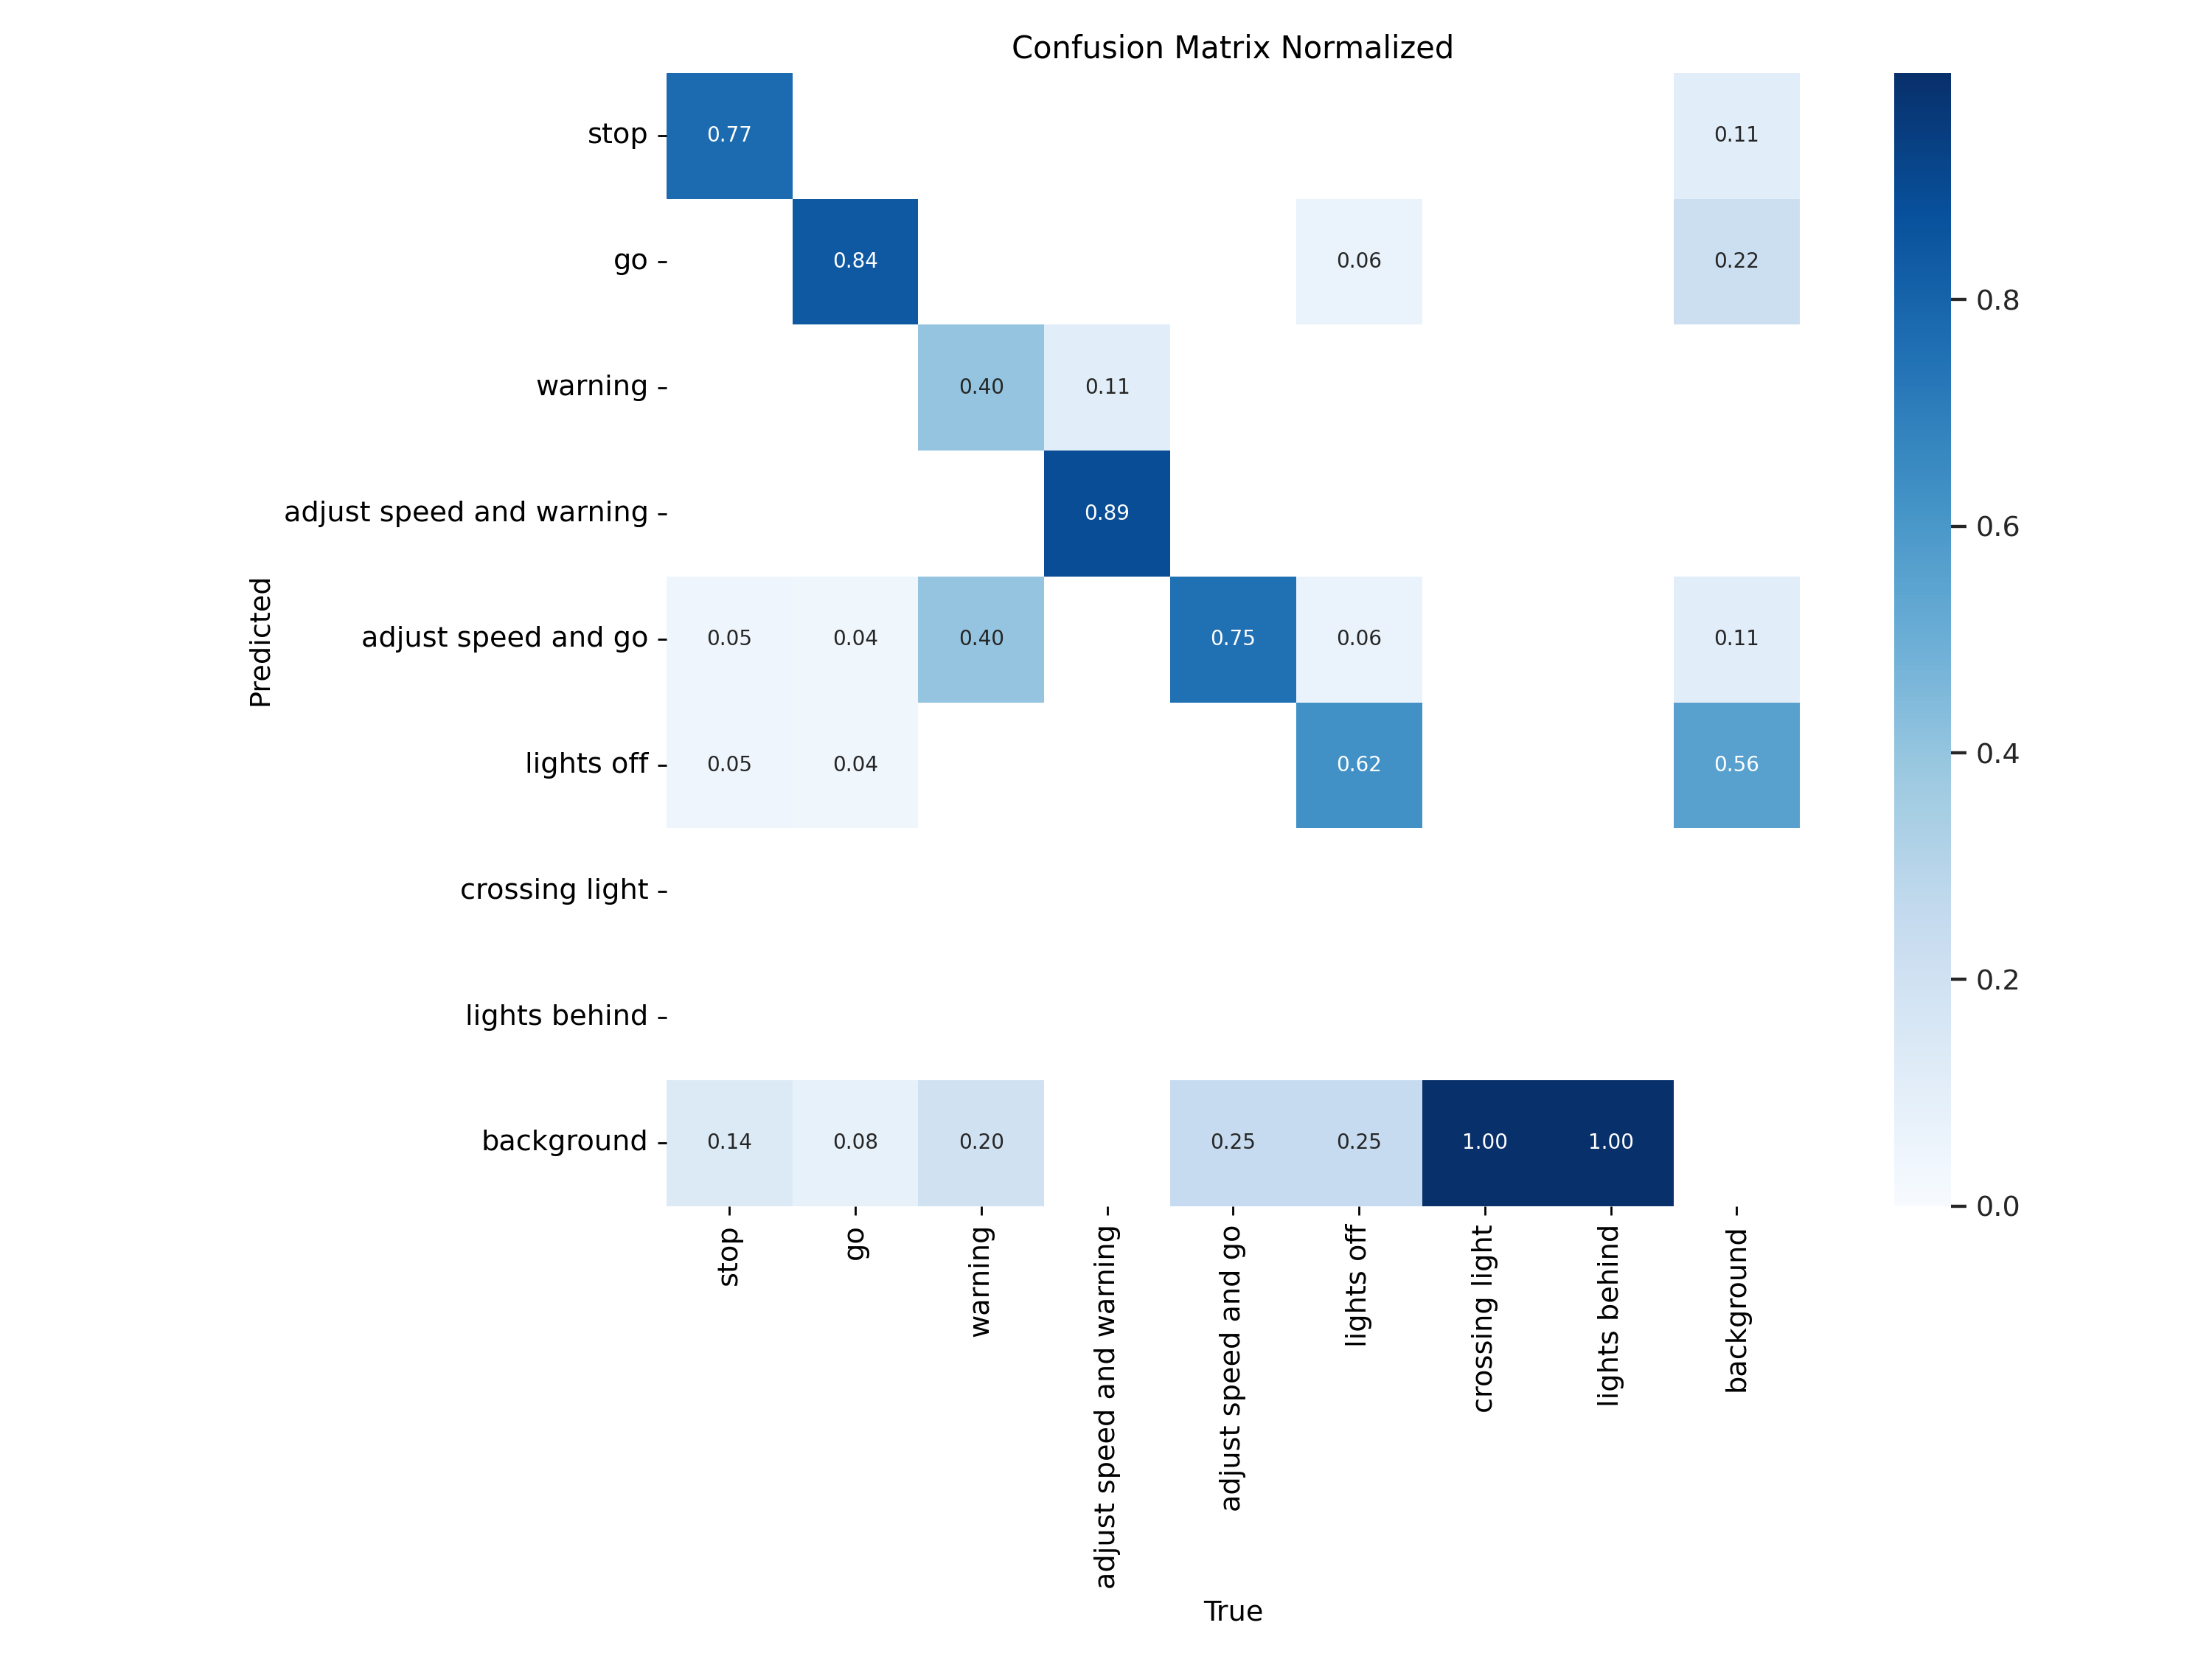 Confusion Matrix Normalized
stop
0.77
0.11
go
0.84
0.06
0.22
0.8
warning
0.40
0.11
adjust speed and warning
0.89
0.6
Predicted
adjust speed and go
0.05
0.04
0.40
0.75
0.06
0.11
lights off
0.05
0.04
0.62
0.56
0.4
crossing light
lights behind
0.2
background
0.14
0.08
0.20
0.25
0.25
1.00
1.00
0.0
stop
go
warning
adjust speed and warning
adjust speed and go
lights off
crossing light
lights behind
background
True